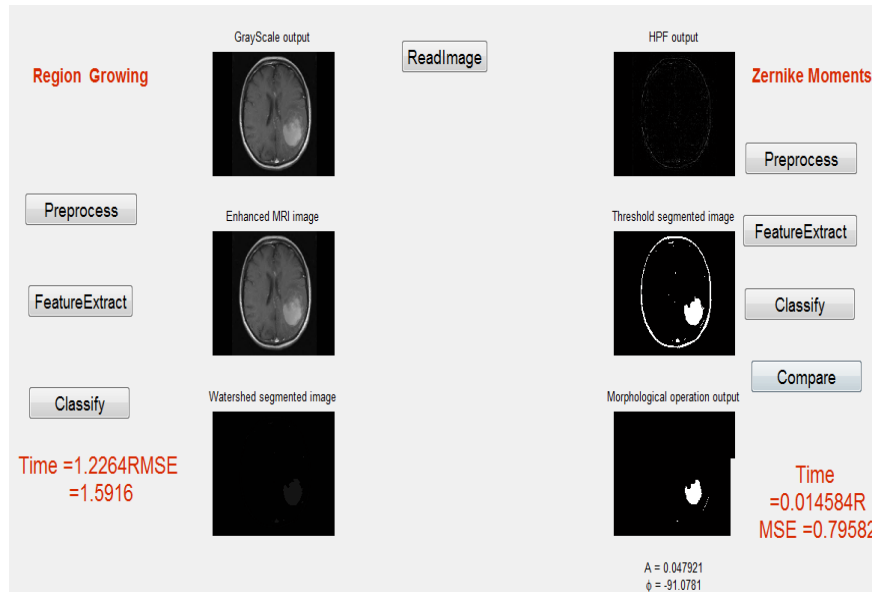 GrayScale output
HPF output
ReadImage
Region Growing
Zernike Moments
Preprocess
Preprocess
Enhanced MRI image
Threshold segmented image
FeatureExtract
FeatureExtract
Classify
Compare
Classify
Watershed segmented image
Morphological operation output
Time =1.2264RMSE
=1.5916
Time
=0.014584R
MSE =0.79582
A = 0.047921
ϕ = -91.0781